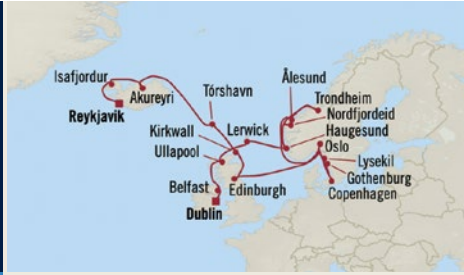 Isafjordur
Akureyri
Reykjavik
Tórshavn
Ålesund
Trondheim
Nordfjordeid
Haugesund
Oslo
Kirkwall
Lerwick
Ullapool
Lysekil
Gothenburg
Copenhagen
Belfast
Edinburgh
Dublin